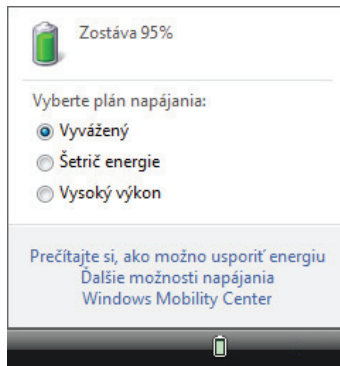 Zostáva 95%
Vyberte plán napájania:
Vyvážený
Šetrič energie
Vysoký výkon
Prečítajte si, ako možno usporiť energiu
Ďalšie možnosti napájania
Windows Mobility Center